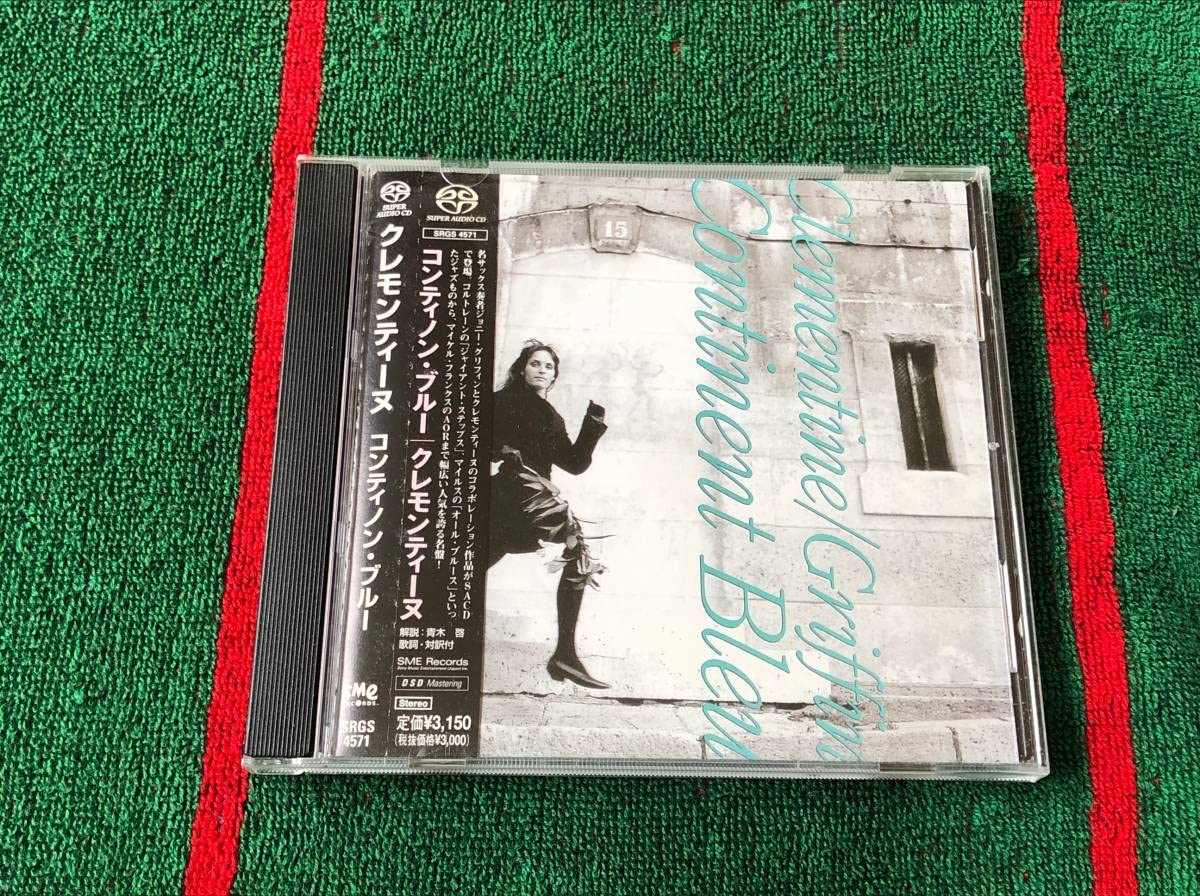 SUPER AUDIO CD
クレモンティーヌ コンティノン・ブルー
SME RECORDS
SRGS
4571
SUPER AUDIO CD
SRGS 4571
名サックス奏者ジョニー・グリフィンとクレモンティーヌのコラボレーション作品がSACD
で登場。コルトレーンの「ジャイアント・ステップス」、マイルスの「オール・ブルース」といっ
たジャズものから、マイケル・フランクスのAORまで幅広い人気を誇る名盤!
コンティノン・ブルー|クレモンティーヌ
解説:青木 啓
歌詞・対訳付
SME Records
Sony Music Entertainment (Japan) Inc.
DSD Mastering
Stereo
定価¥3,150
(税抜価格¥3,000)
15
Clementine/Griffin
Continent Bleu